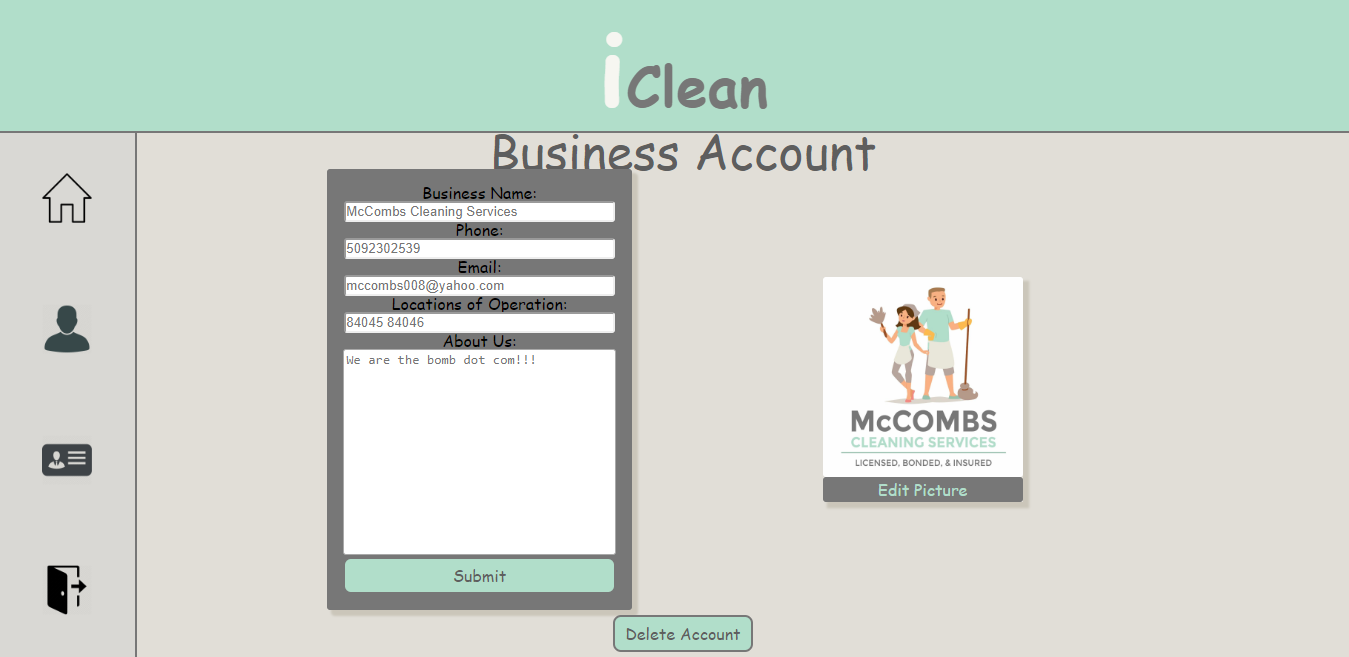 iClean
Business Account
Business Name:
McCombs Cleaning Services
Phone:
5092302539
Email:
mccombs008@yahoo.com
Locations of Operation:
84045 84046
About Us:
We are the bomb dot com!!!
Submit
McCOMBS
CLEANING SERVICES
LICENSED, BONDED, & INSURED
Edit Picture
Delete Account